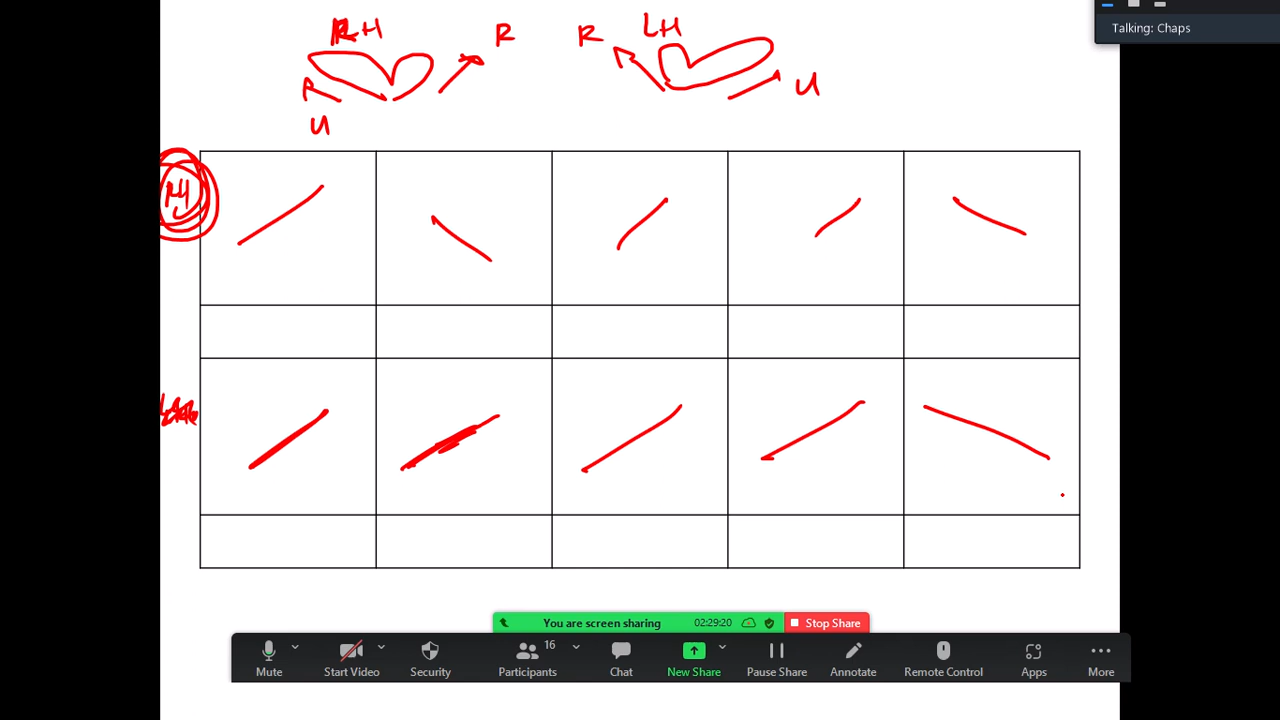 Talking: Chaps
RH R R LH
U U
RH
You are screen sharing 02:29:20 Stop Share
16
Mute Start Video Security Participants Chat New Share Pause Share Annotate Remote Control Apps More